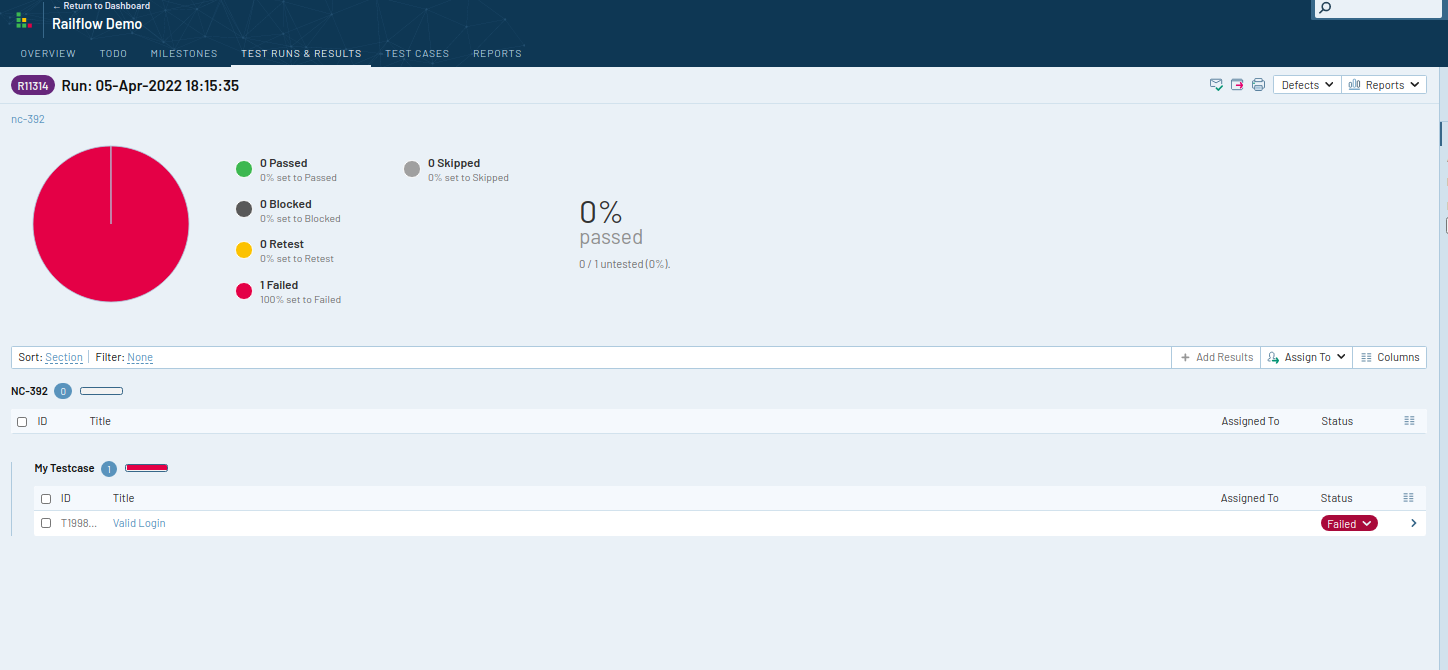 ← Return to Dashboard
Railflow Demo
OVERVIEW TODO MILESTONES TEST RUNS & RESULTS TEST CASES REPORTS
R11314 Run: 05-Apr-2022 18:15:35 Defects Reports
nc-392
0 Passed
0% set to Passed
0 Blocked
0% set to Blocked
0 Retest
0% set to Retest
1 Failed
100% set to Failed
0 Skipped
0% set to Skipped
0%
passed
0 / 1 untested (0%).
Sort: Section Filter: None + Add Results Assign To Columns
NC-392 0
ID Title Assigned To Status
My Testcase 1
ID Title Assigned To Status
T1998... Valid Login Failed